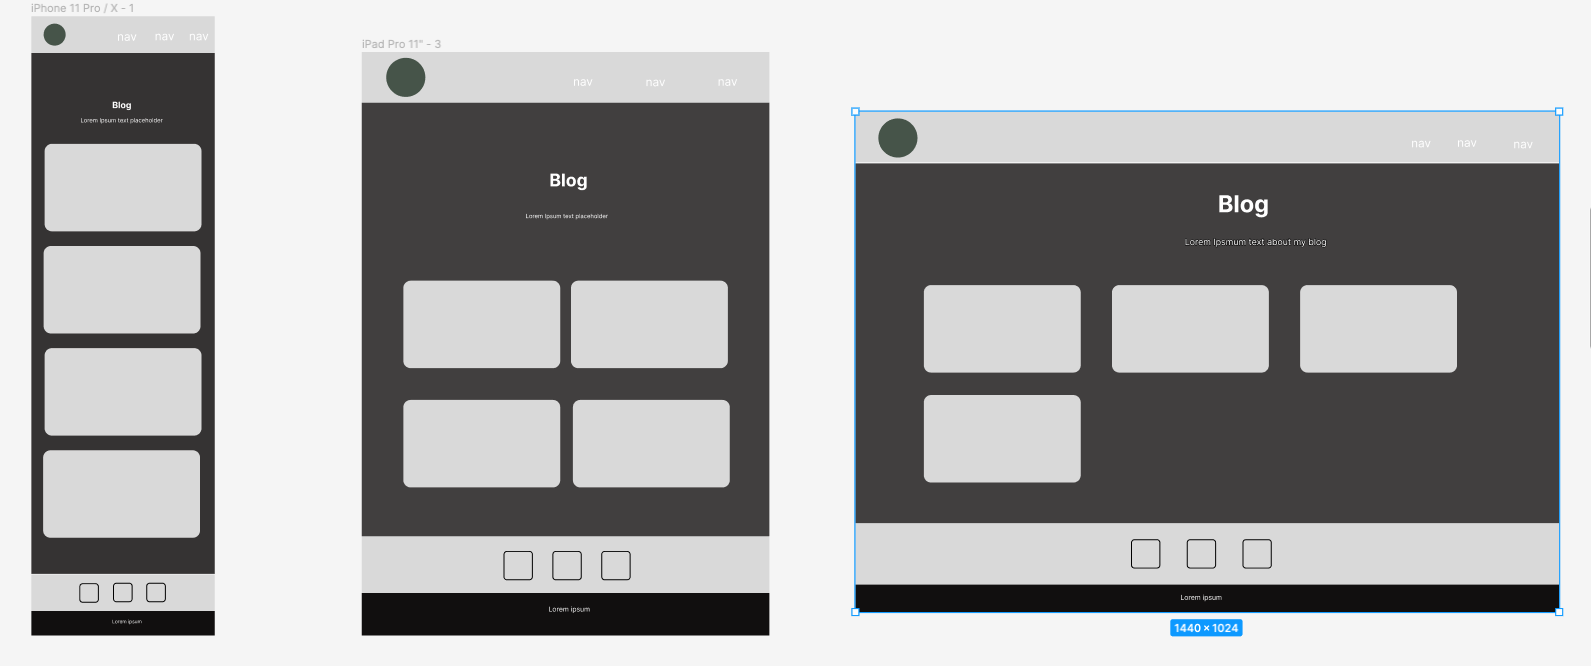 iPhone 11 Pro / X - 1
nav nav nav
Blog
Lorem Ipsum text placeholder
Lorem ipsum
iPad Pro 11" - 3
nav nav nav
Blog
Lorem Ipsum text placeholder
Lorem ipsum
nav nav nav
Blog
Lorem Ipsmum text about my blog
Lorem ipsum
1440 × 1024